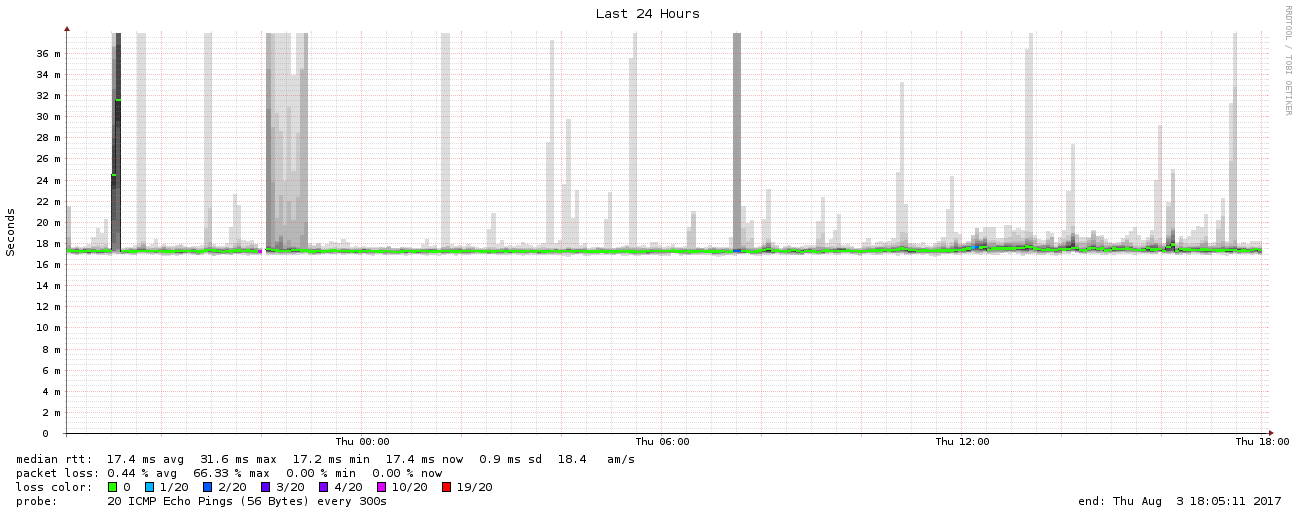 Last 24 Hours
RRDTOOL / TOBI OETIKER
Seconds
36 m
34 m
32 m
30 m
28 m
26 m
24 m
22 m
20 m
18 m
16 m
14 m
12 m
10 m
8 m
6 m
4 m
2 m
0
Thu 00:00 Thu 06:00 Thu 12:00 Thu 18:00
median rtt: 17.4 ms avg 31.6 ms max 17.2 ms min 17.4 ms now 0.9 ms sd 18.4 am/s
packet loss: 0.44 % avg 66.33 % max 0.00 % min 0.00 % now
loss color: 0 1/20 2/20 3/20 4/20 10/20 19/20
probe: 20 ICMP Echo Pings (56 Bytes) every 300s end: Thu Aug 3 18:05:11 2017